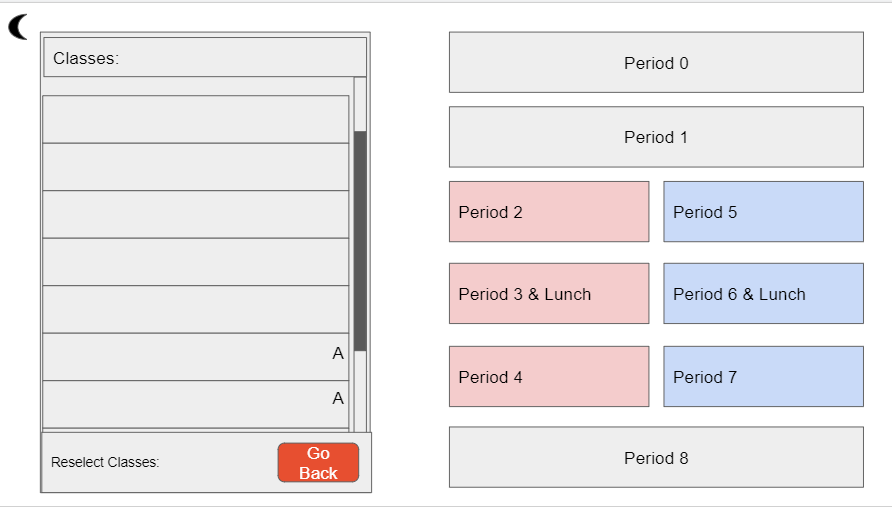 Classes:
A
A
Reselect Classes:
Go
Back
Period 0
Period 1
Period 2
Period 5
Period 3 & Lunch
Period 6 & Lunch
Period 4
Period 7
Period 8